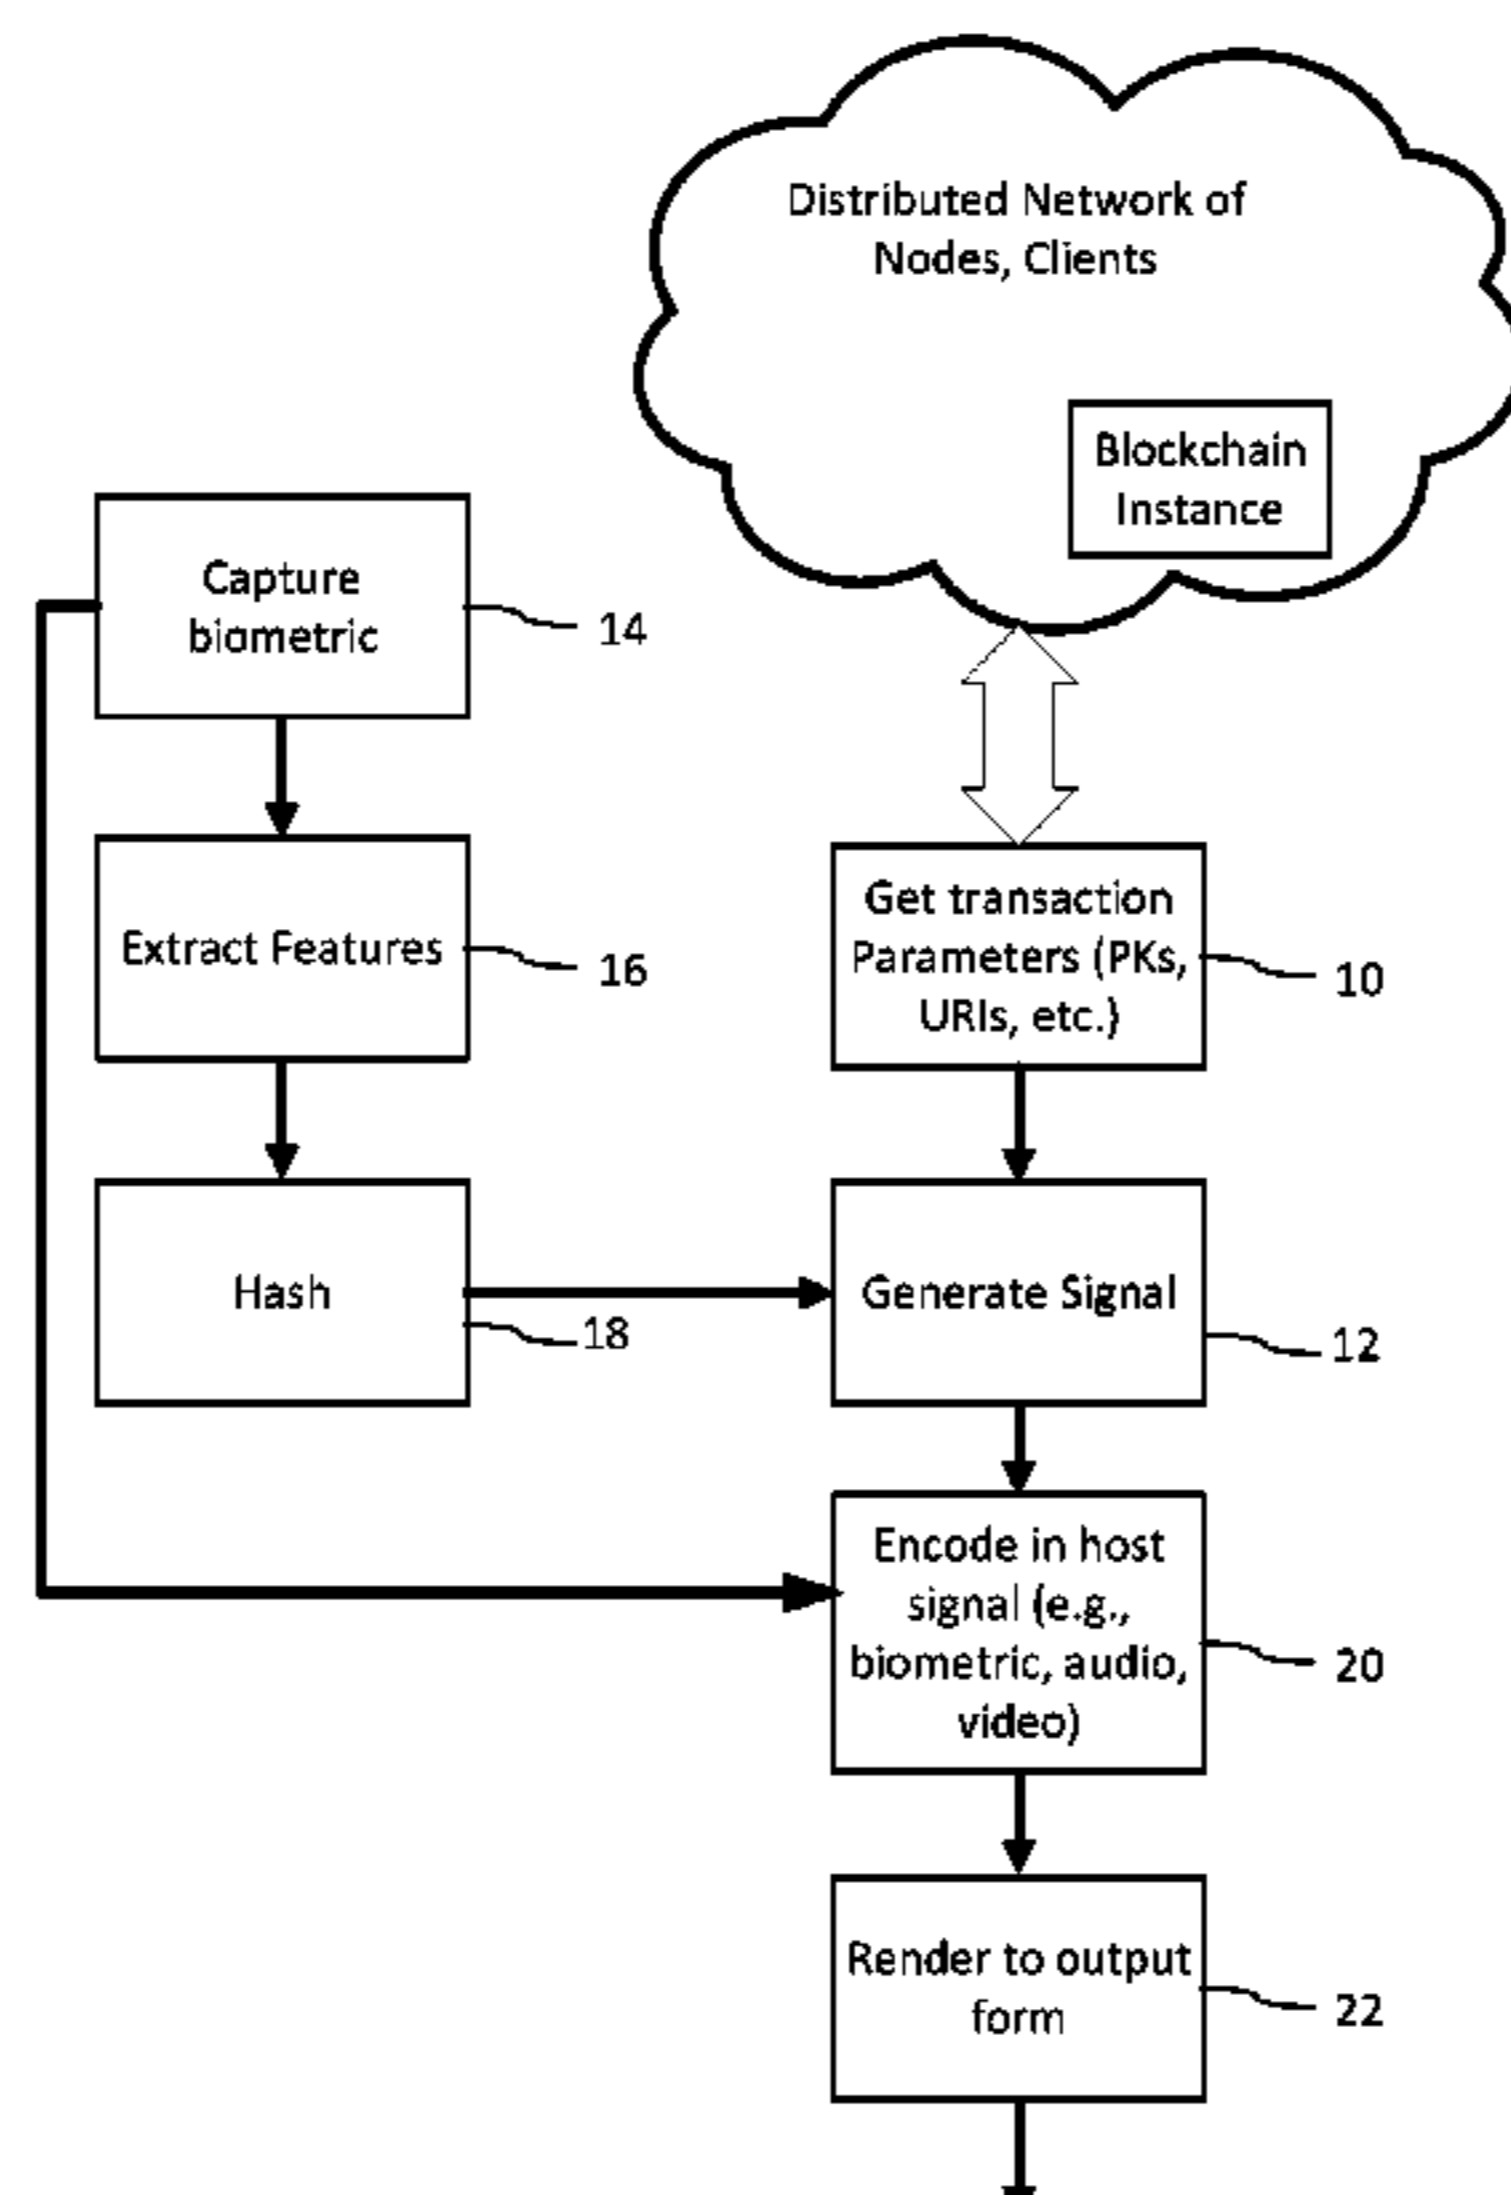 Distributed Network of
Nodes, Clients
Blockchain
Instance
Capture
biometric
14
Extract Features
16
Get transaction
Parameters (PKs,
URIs, etc.)
10
Hash
18
Generate Signal
12
Encode in host
signal (e.g.,
biometric, audio,
video)
20
Render to output
form
22